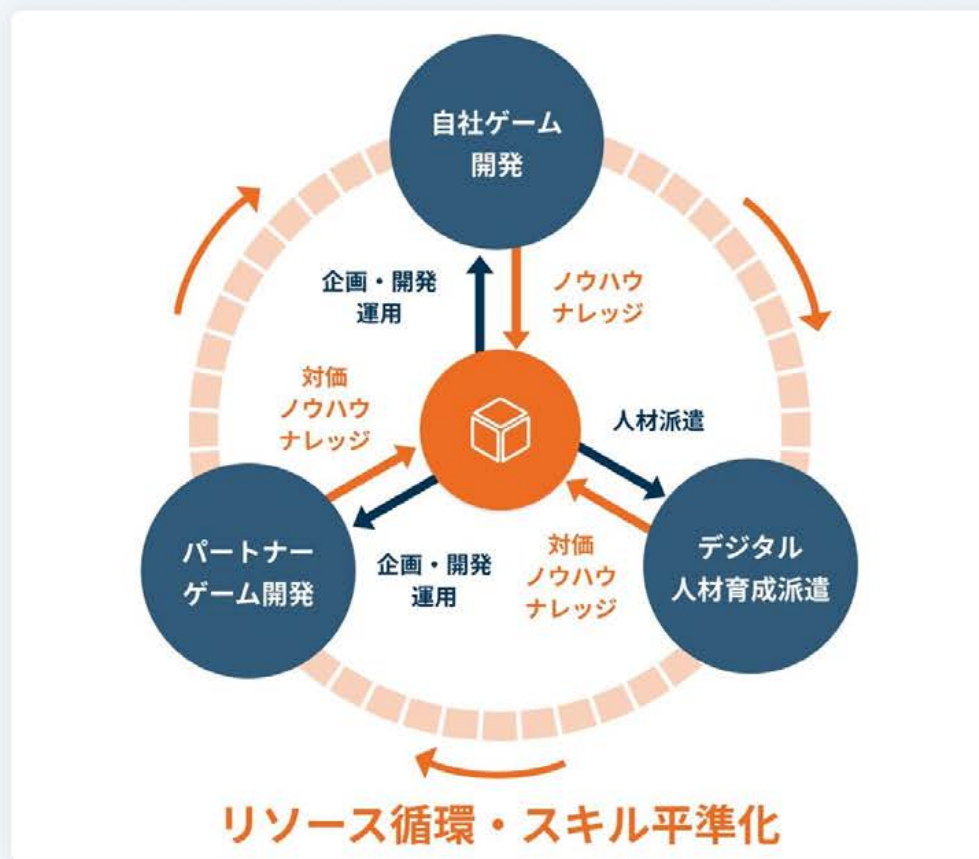 自社ゲーム
開発
企画・開発
運用
ノウハウ
ナレッジ
対価
ノウハウ
ナレッジ
人材派遣
パートナー
ゲーム開発
企画・開発
運用
対価
ノウハウ
ナレッジ
デジタル
人材育成派遣
リソース循環・スキル平準化